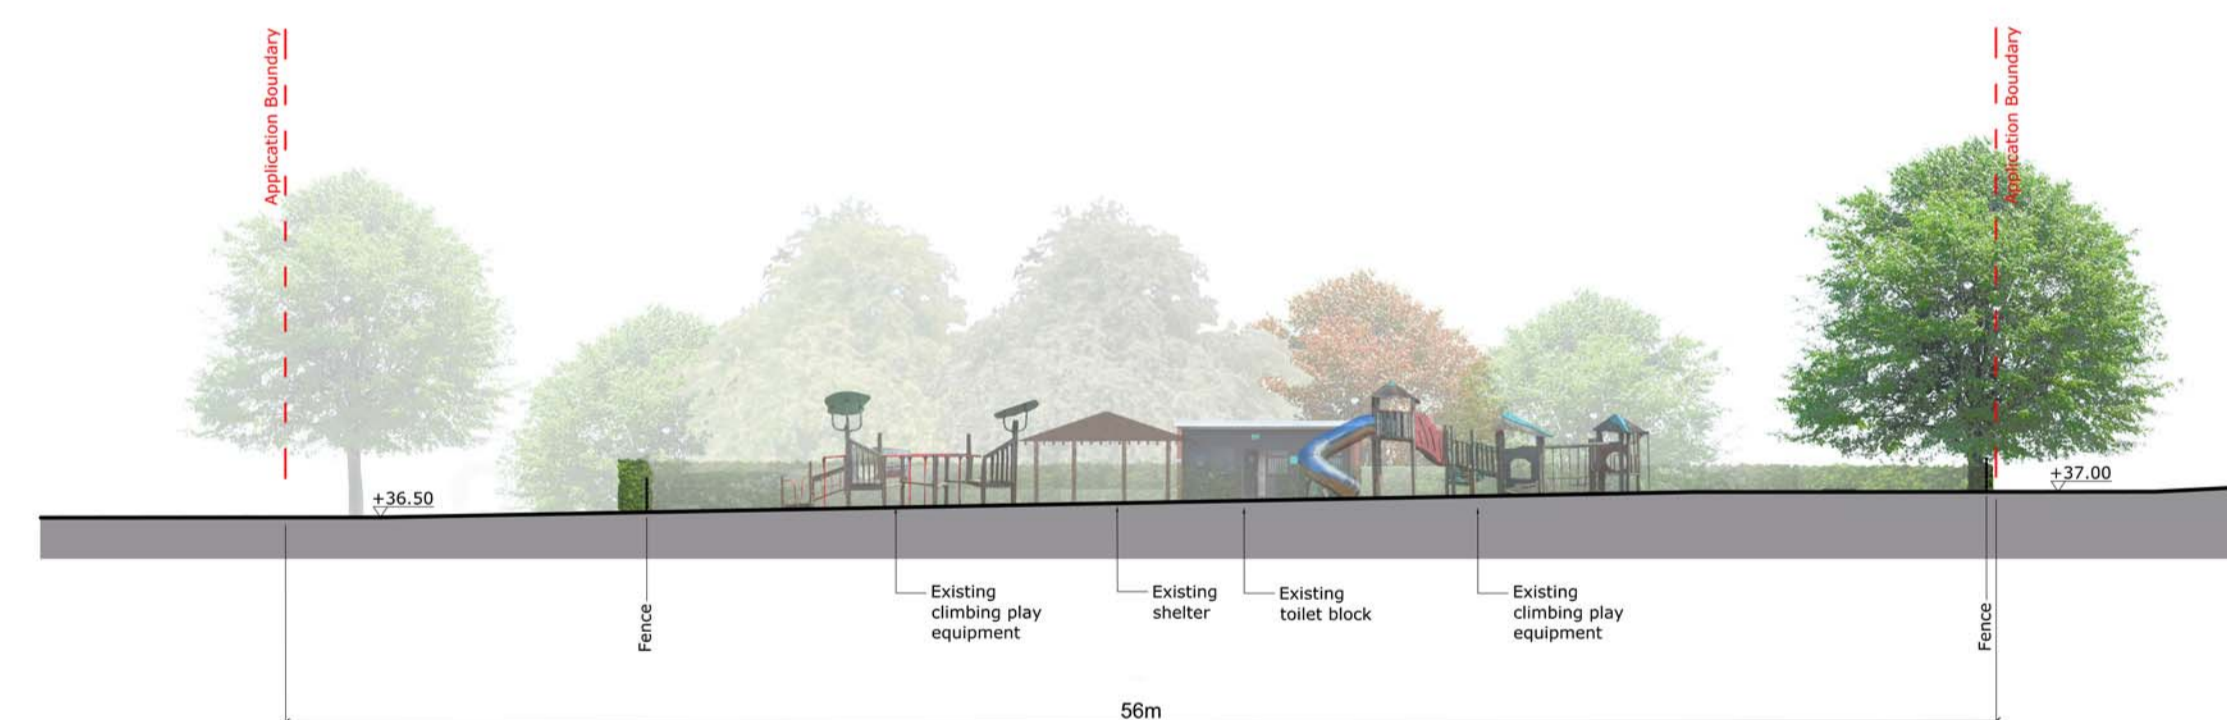 Application Boundary
Application Boundary
+36.50
+37.00
Fence
Existing
climbing play
equipment
Existing
shelter
Existing
toilet block
Existing
climbing play
equipment
Fence
56m